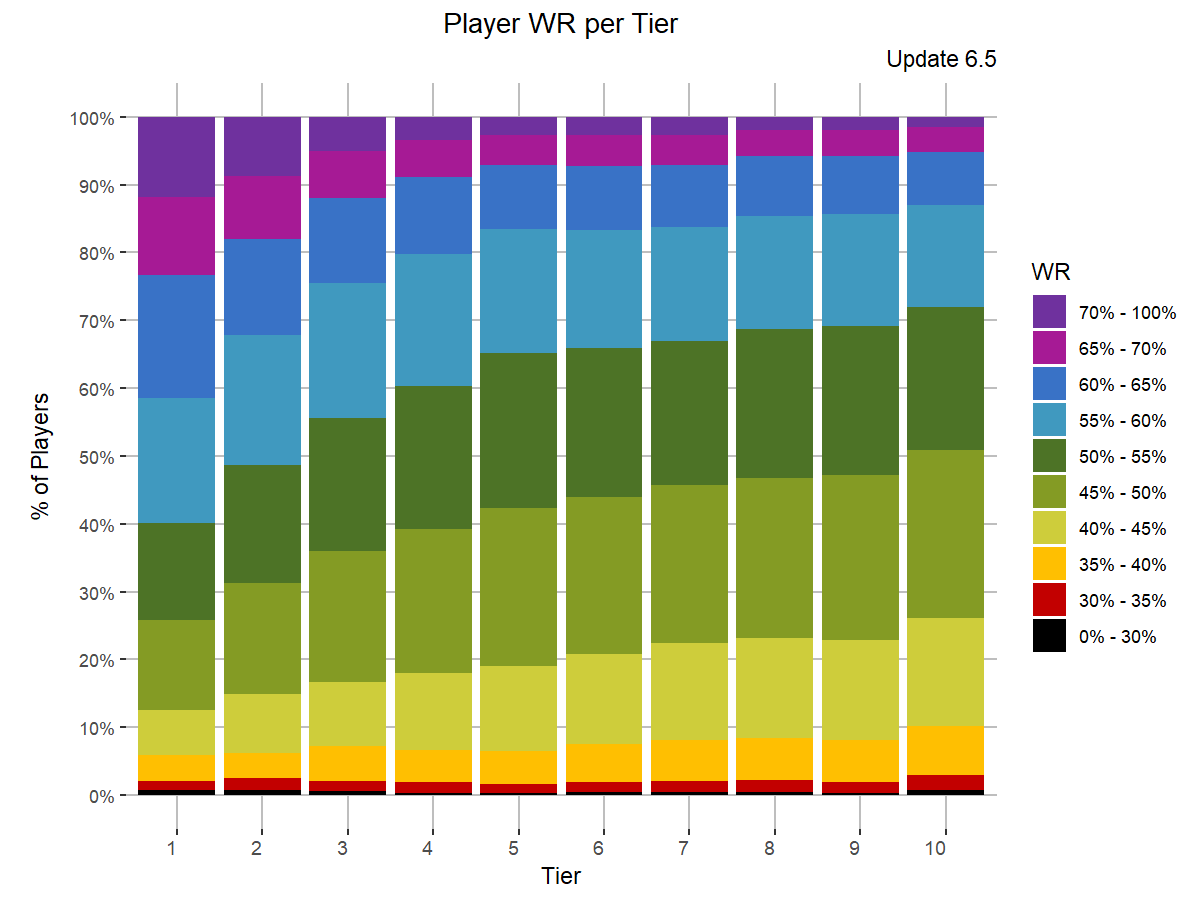 Player WR per Tier
Update 6.5
% of Players
100%
90%
80%
70%
60%
50%
40%
30%
20%
10%
0%
1 2 3 4 5 6 7 8 9 10
Tier
WR
70% - 100%
65% - 70%
60% - 65%
55% - 60%
50% - 55%
45% - 50%
40% - 45%
35% - 40%
30% - 35%
0% - 30%